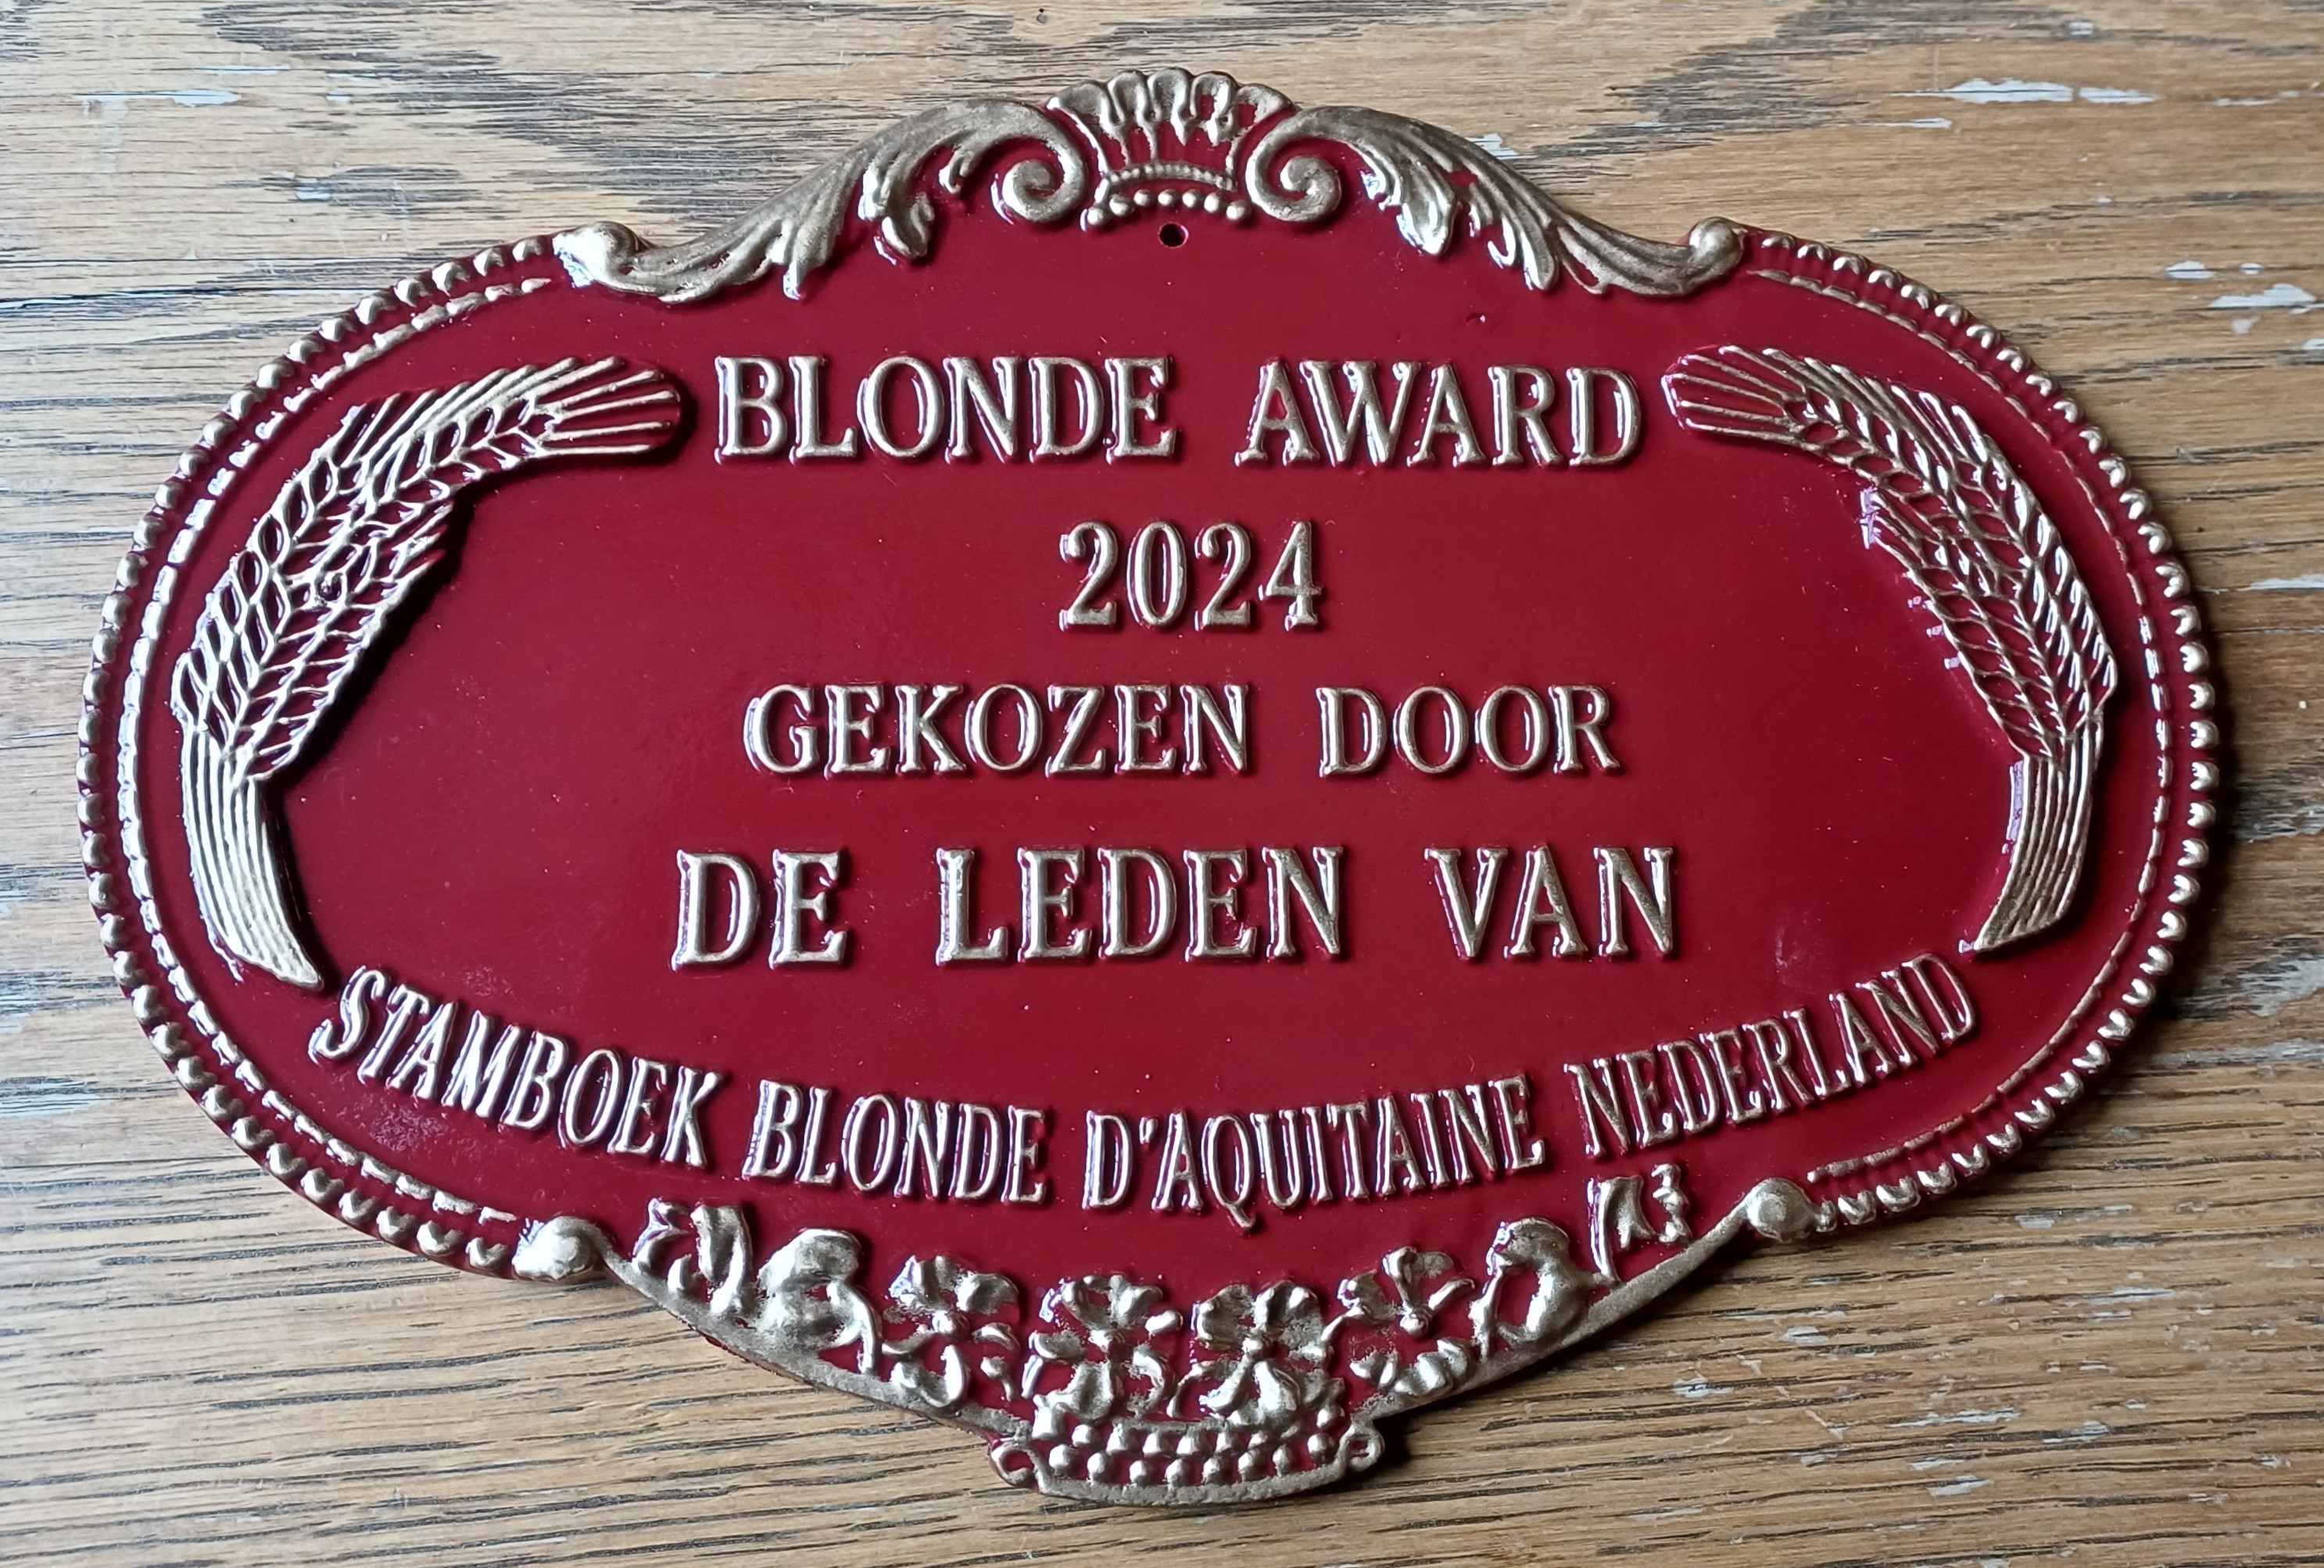 BLONDE AWARD
2024
GEKOZEN DOOR
DE LEDEN VAN
STAMBOEK BLONDE D'AQUITAINE NEDERLAND